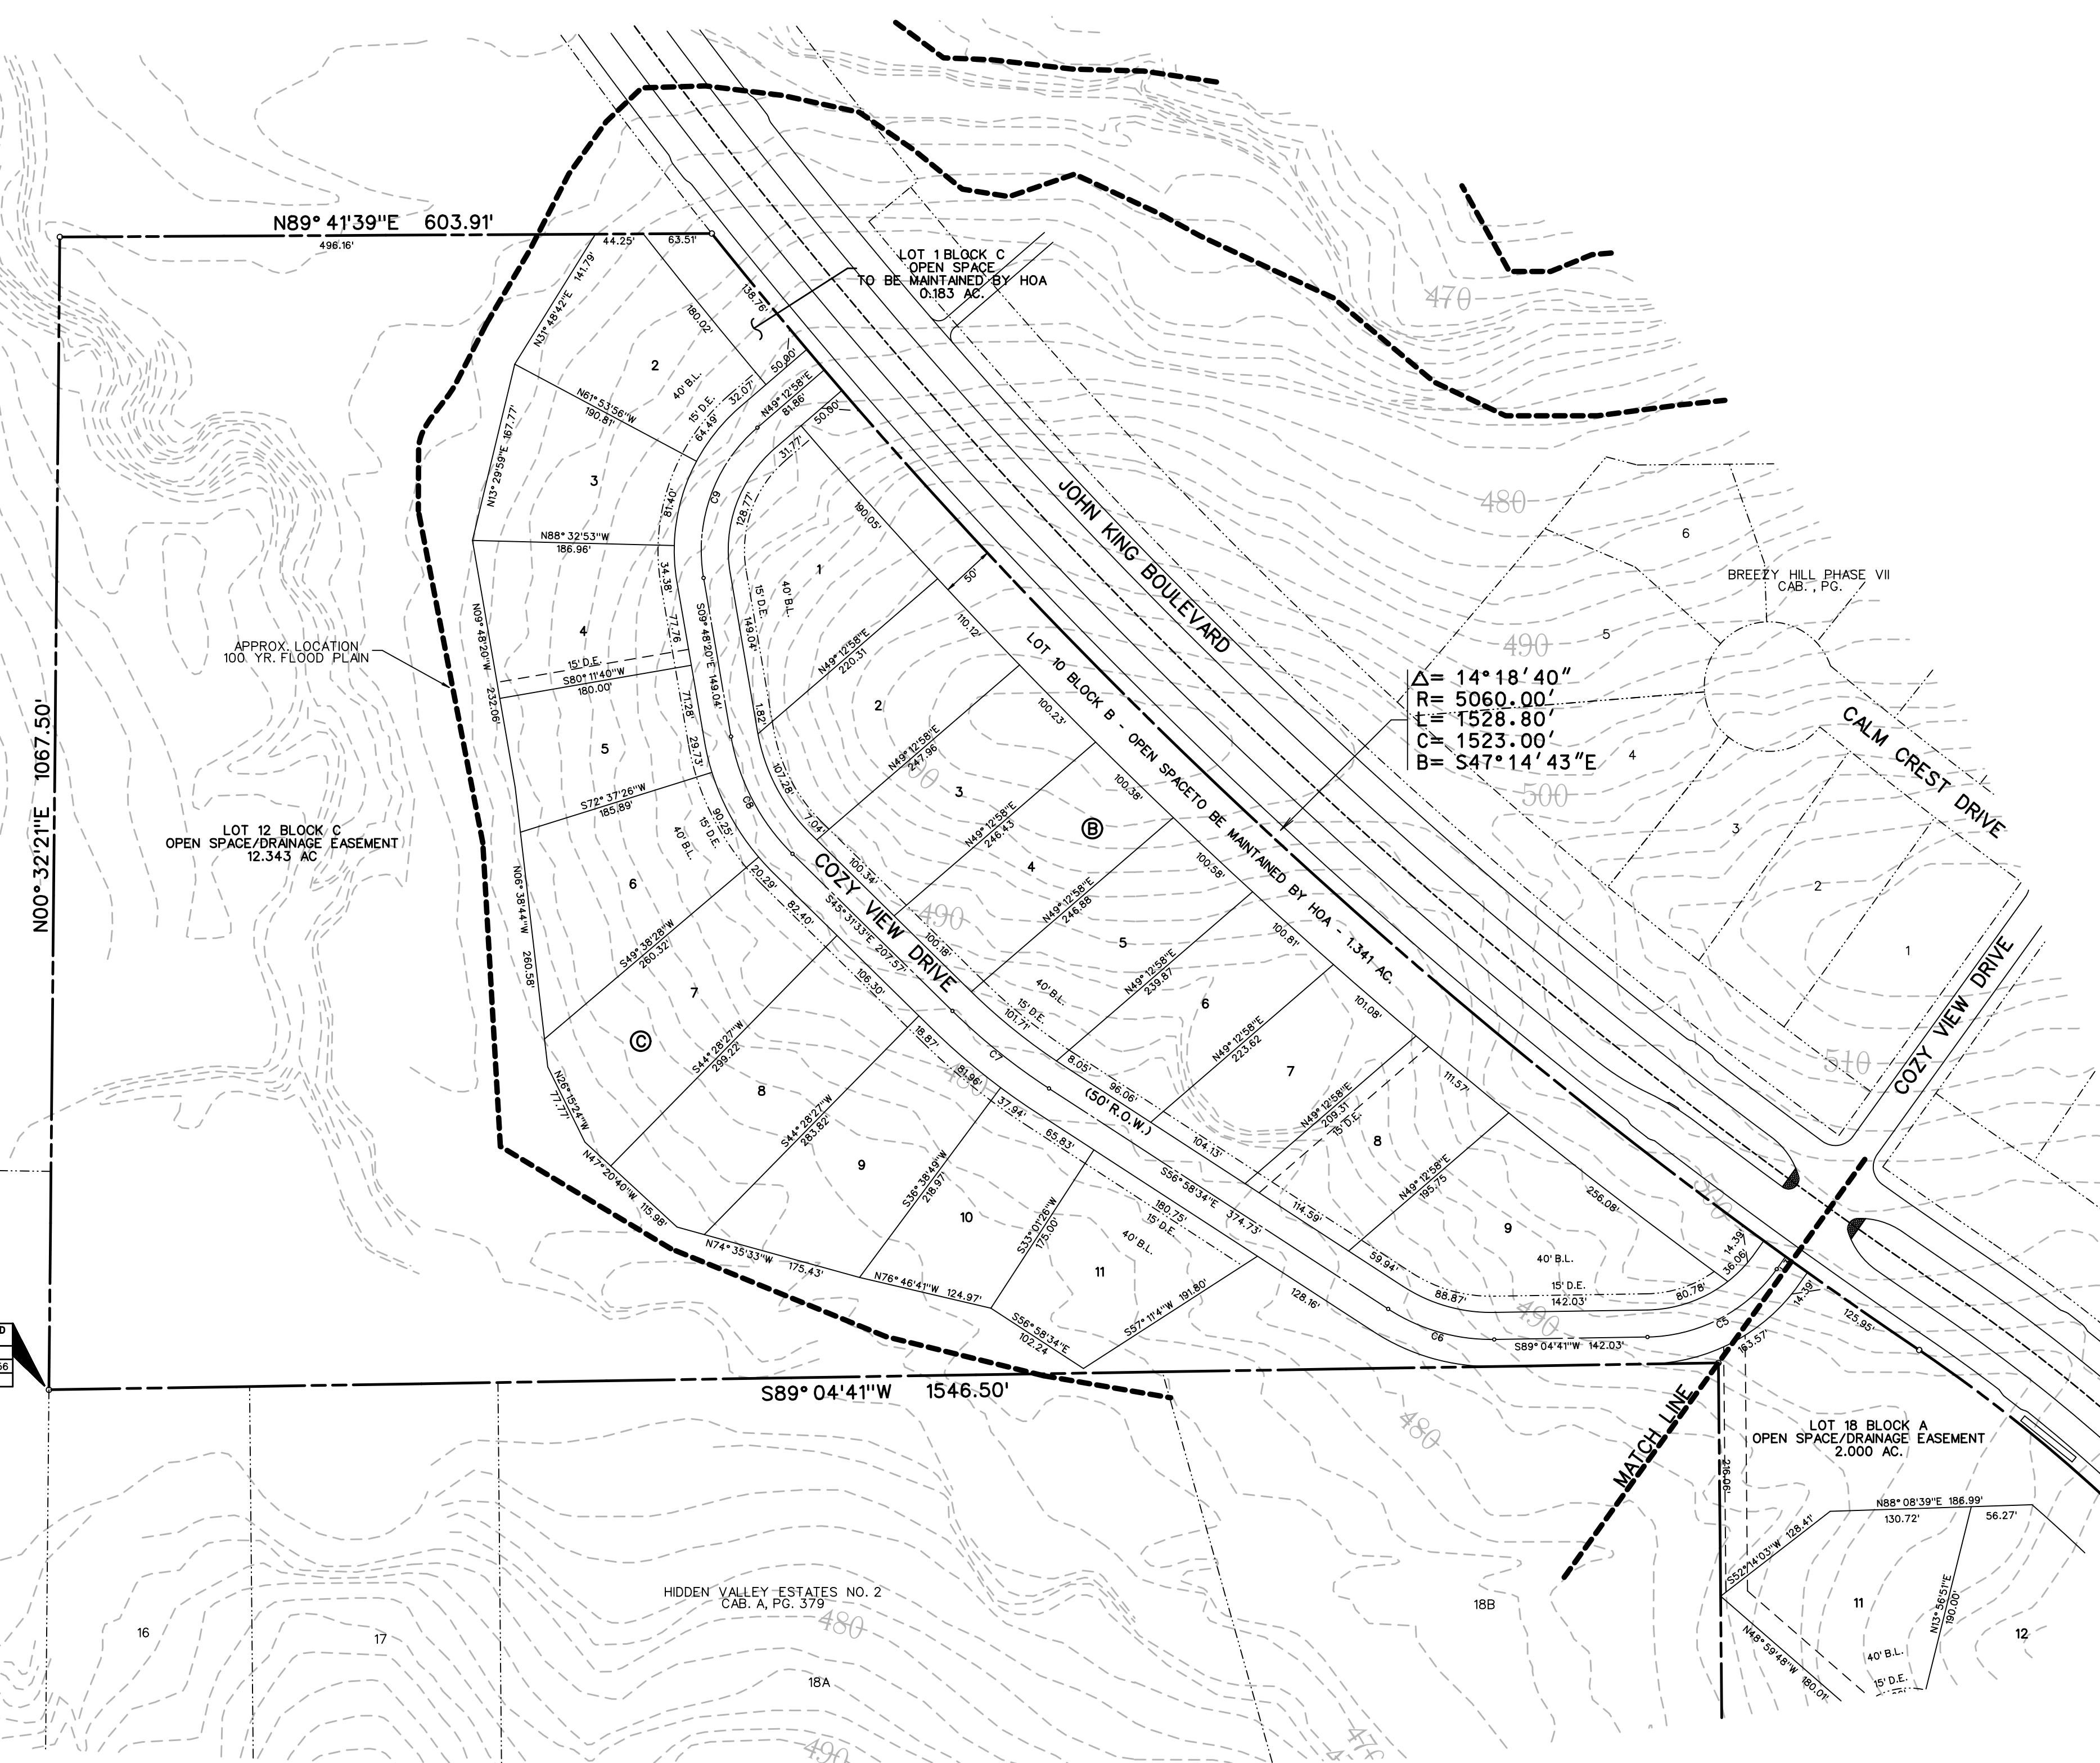 N89° 41'39"E 603.91'
496.16'
44.25'
63.51'
138.76'
LOT 1 BLOCK C
OPEN SPACE
TO BE MAINTAINED BY HOA
0.183 AC.
N31° 48'42"E 141.79'
180.02'
2
40' B.L.
15' D.E.
32.07'
50.00'
64.49'
N49° 12'58"E
81.86'
50.00'
N61° 53'56"W
190.81'
N13° 29'59"E 167.77'
3
81.40'
C9
31.77'
128.77'
190.05'
N88° 32'53"W
186.96'
34.38'
1
15' D.E.
40' B.L.
50'
JOHN KING BOULEVARD
470
480
490
500
510
6
5
4
3
2
1
BREEZY HILL PHASE VII
CAB. , PG.
CALM CREST DRIVE
COZY VIEW DRIVE
N09° 48'20"W 232.06'
4
77.76
15' D.E.
S80° 11'40"W
180.00'
S09° 48'20"E 149.04'
149.04'
1.82'
N49° 12'58"E
220.31
110.12'
APPROX. LOCATION
100 YR. FLOOD PLAIN
N00° 32'21"E 1067.50'
LOT 10 BLOCK B - OPEN SPACETO BE MAINTAINED BY HOA - 1.341 AC.
△= 14°18'40"
R= 5060.00'
L= 1528.80'
C= 1523.00'
B= S47°14'43"E
5
71.28'
29.73'
S72° 37'26"W
185.89'
C8
107.28'
7.04'
2
N49° 12'58"E
247.96
100.23'
3
N49° 12'58"E
246.43
100.38'
B
4
N49° 12'58"E
246.88
100.58'
LOT 12 BLOCK C
OPEN SPACE/DRAINAGE EASEMENT
12.343 AC
N06° 38'44"W 260.58'
6
40' B.L.
90.25'
15' D.E.
20.29'
82.40'
COZY VIEW DRIVE
S45° 31'33"E 207.57'
100.34'
100.18'
490
5
N49° 12'58"E
239.87
100.81'
40' B.L.
15' D.E.
101.71'
6
N49° 12'58"E
223.62
101.08'
S49° 38'28"W
260.32'
7
C
S44° 28'27"W
299.22'
106.30'
18.87'
C7
8.05'
96.06'
(50' R.O.W.)
7
N49° 12'58"E
209.31
15' D.E.
111.57'
N26° 15'24"W
77.77'
8
S44° 28'27"W
283.82'
81.96'
37.94'
65.83'
104.13'
S56° 58'34"E 374.73'
114.59'
8
N49° 12'58"E
195.75
256.08'
N47° 20'40"W 115.98'
9
S36° 38'49"W
218.97'
10
S33° 01'26"W
175.00'
180.75'
15' D.E.
40' B.L.
11
59.94'
9
40' B.L.
15' D.E.
142.03'
88.87'
80.78'
14.39'
36.06'
14.39'
N74° 35'33"W 175.43'
N76° 46'41"W 124.97'
S56° 58'34"E
102.24
S57° 11'4"W 191.80'
128.16'
C6
S89° 04'41"W 142.03'
490
C5
163.57'
125.95'
S89° 04'41"W 1546.50'
MATCH LINE
480
LOT 18 BLOCK A
OPEN SPACE/DRAINAGE EASEMENT
2.000 AC.
216.06'
N88° 08'39"E 186.99'
130.72'
56.27'
S52° 14'03"W 128.41'
N13° 56'51"E
190.00'
11
12
N48° 59'48"W 180.01'
40' B.L.
15' D.E.
HIDDEN VALLEY ESTATES NO. 2
CAB. A, PG. 379
480
16
17
18A
18B
490